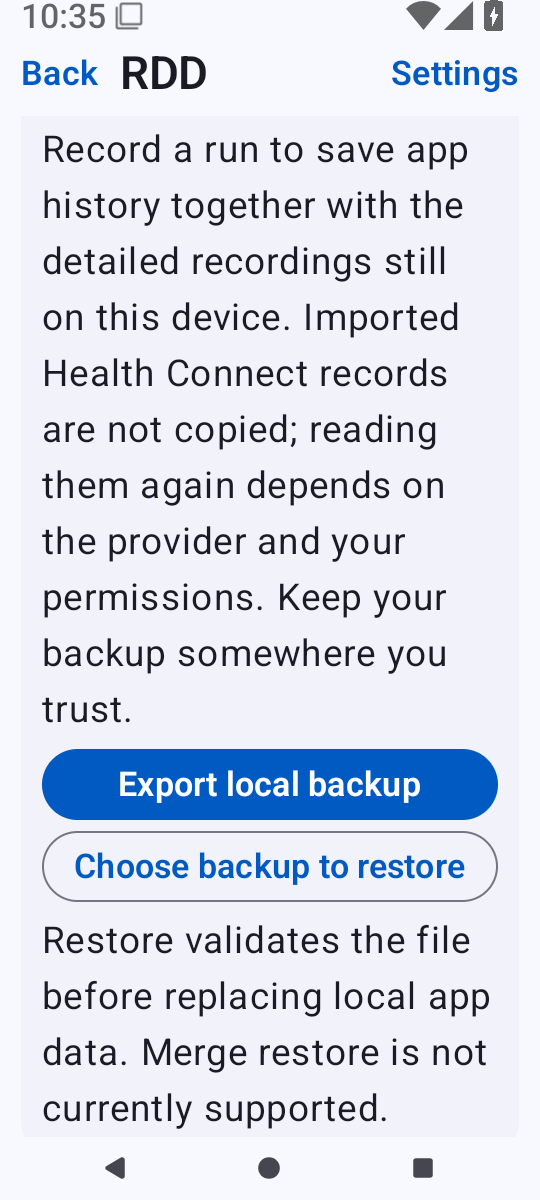 10:35
Back RDD Settings
Record a run to save app
history together with the
detailed recordings still
on this device. Imported
Health Connect records
are not copied; reading
them again depends on
the provider and your
permissions. Keep your
backup somewhere you
trust.
Export local backup
Choose backup to restore
Restore validates the file
before replacing local app
data. Merge restore is not
currently supported.